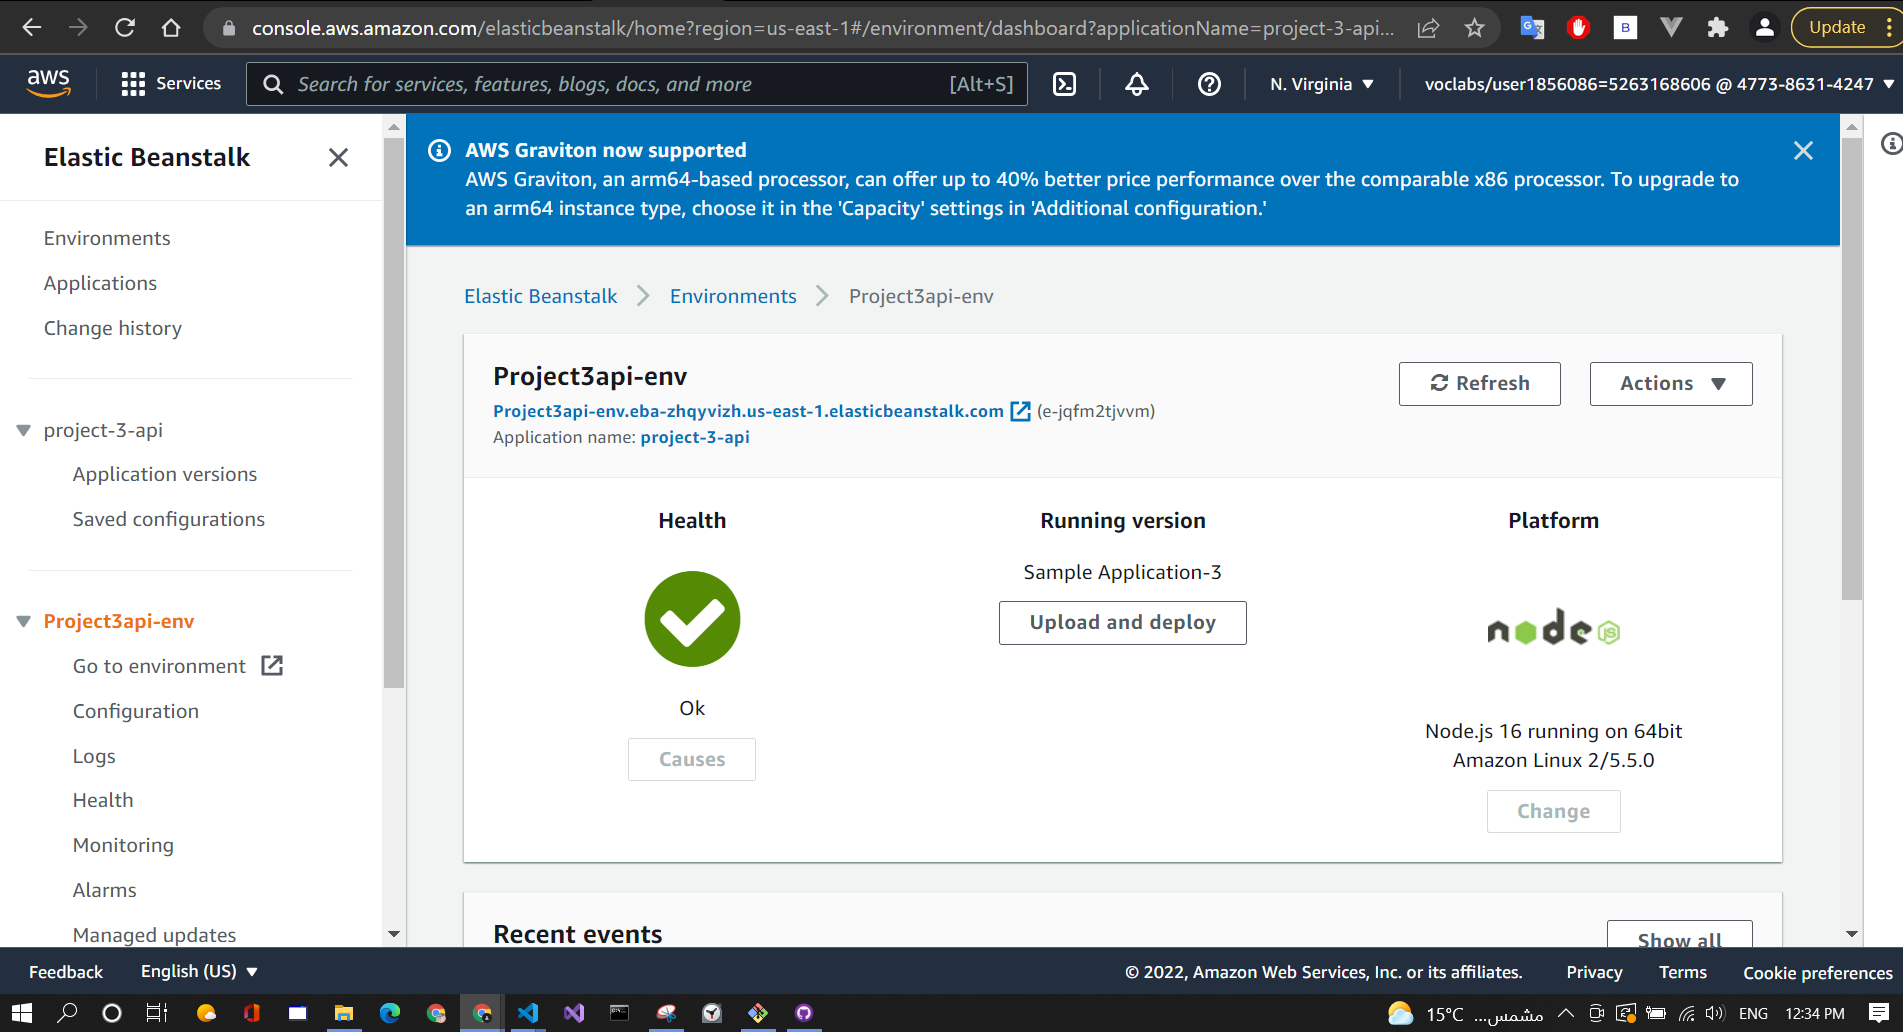 console.aws.amazon.com/elasticbeanstalk/home?region=us-east-1#/environment/dashboard?applicationName=project-3-api...
Update
aws
Services
Search for services, features, blogs, docs, and more
[Alt+S]
N. Virginia
voclabs/user1856086=5263168606 @ 4773-8631-4247
Elastic Beanstalk
Environments
Applications
Change history
project-3-api
Application versions
Saved configurations
Project3api-env
Go to environment
Configuration
Logs
Health
Monitoring
Alarms
Managed updates
AWS Graviton now supported
AWS Graviton, an arm64-based processor, can offer up to 40% better price performance over the comparable x86 processor. To upgrade to
an arm64 instance type, choose it in the 'Capacity' settings in 'Additional configuration.'
Elastic Beanstalk
Environments
Project3api-env
Project3api-env
Refresh
Actions
Project3api-env.eba-zhqyvizh.us-east-1.elasticbeanstalk.com (e-jqfm2tjvvm)
Application name: project-3-api
Health
Ok
Causes
Running version
Sample Application-3
Upload and deploy
Platform
node JS
Node.js 16 running on 64bit
Amazon Linux 2/5.5.0
Change
Recent events
Show all
Feedback
English (US)
© 2022, Amazon Web Services, Inc. or its affiliates.
Privacy
Terms
Cookie preferences
15°C
مشمس...
ENG
12:34 PM